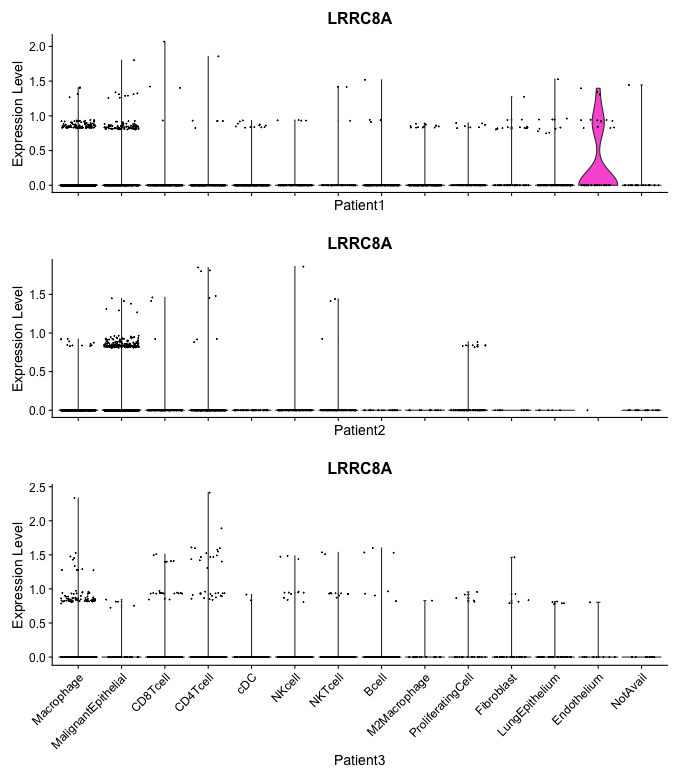 LRRC8A
Expression Level
2.0
1.5
1.0
0.5
0.0
Patient1
LRRC8A
Expression Level
1.5
1.0
0.5
0.0
Patient2
LRRC8A
Expression Level
2.5
2.0
1.5
1.0
0.5
0.0
Macrophage
MalignantEpithelial
CD8Tcell
CD4Tcell
cDC
NKcell
NKTcell
Bcell
M2Macrophage
ProliferatingCell
Fibroblast
LungEpithelium
Endothelium
NotAvail
Patient3